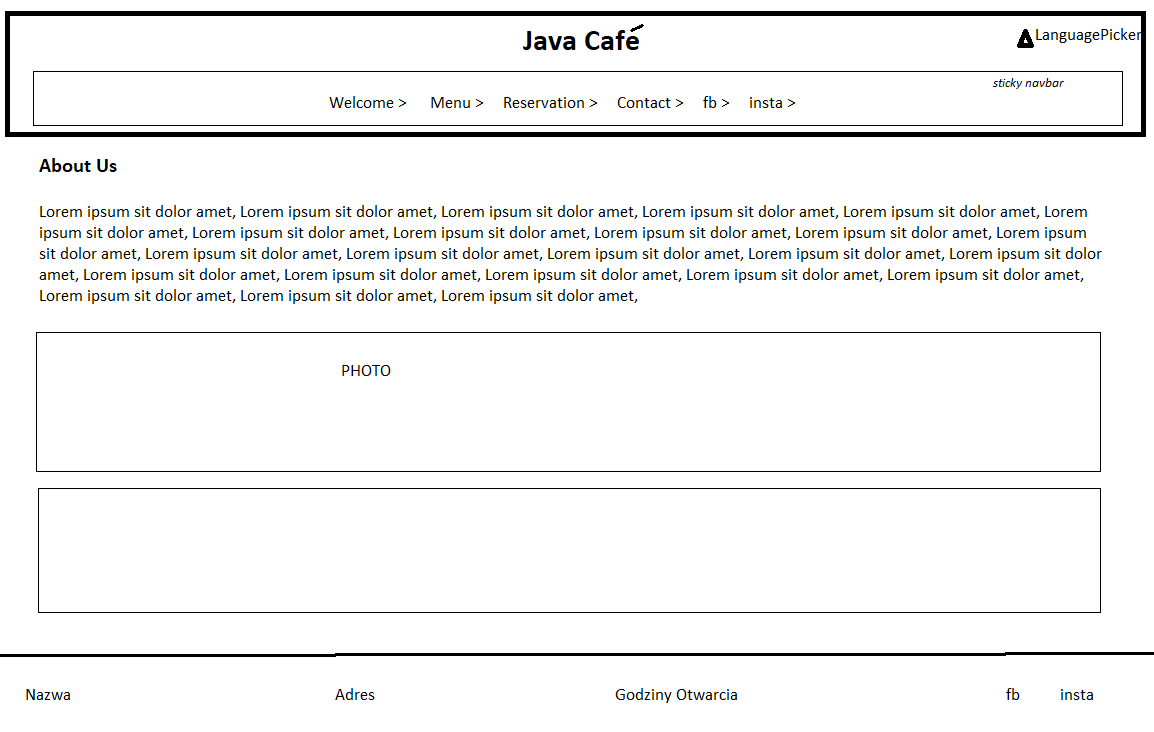 Java Café
LanguagePicker
sticky navbar
Welcome > Menu > Reservation > Contact > fb > insta >
About Us
Lorem ipsum sit dolor amet, Lorem ipsum sit dolor amet, Lorem ipsum sit dolor amet, Lorem ipsum sit dolor amet, Lorem ipsum sit dolor amet, Lorem
ipsum sit dolor amet, Lorem ipsum sit dolor amet, Lorem ipsum sit dolor amet, Lorem ipsum sit dolor amet, Lorem ipsum sit dolor amet, Lorem ipsum
sit dolor amet, Lorem ipsum sit dolor amet, Lorem ipsum sit dolor amet, Lorem ipsum sit dolor amet, Lorem ipsum sit dolor amet, Lorem ipsum sit dolor
amet, Lorem ipsum sit dolor amet, Lorem ipsum sit dolor amet, Lorem ipsum sit dolor amet, Lorem ipsum sit dolor amet, Lorem ipsum sit dolor amet,
Lorem ipsum sit dolor amet, Lorem ipsum sit dolor amet, Lorem ipsum sit dolor amet,
PHOTO
Nazwa Adres Godziny Otwarcia fb insta